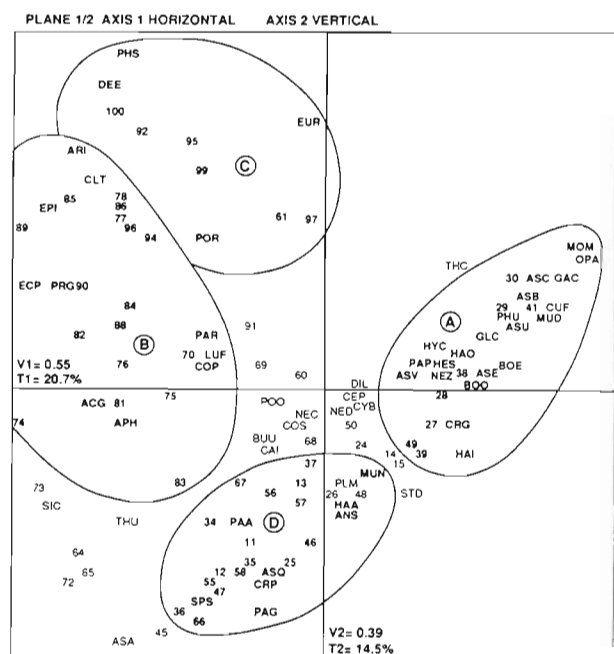 PLANE 1/2 AXIS 1 HORIZONTAL AXIS 2 VERTICAL
PHS
DEE
100
EUR
92
95
ARI
99
C
CLT
85
78
86
EPI
77
61
97
89
96
94
POR
MOM
OPA
THC
30 ASC GAC
ECP PRG90
ASB
84
29 41 CUF
PHU MUD
A
88
91
ASU
82
PAR
GLC
B
HYC
70 LUF
HAO
V1= 0.55
76
COP
69
PAPHES
BOE
T1= 20.7%
60
ASV NEZ 38 ASE
DIL
BOO
75
CEP
28
ACG 81
POO
NED CYB
NEC
74
APH
COS
50
27 CRG
BUU
68
24
49
CAI
14
39
HAI
37
15
MUN
73
83
67
13
PLM
56
26 48
STD
SIC
57
HAA
THU
34
PAA
D
ANS
11
46
64
35
25
65
12 58 ASQ
72
55
CRP
47
SPS
36
PAG
66
45
V2= 0.39
ASA
T2= 14.5%